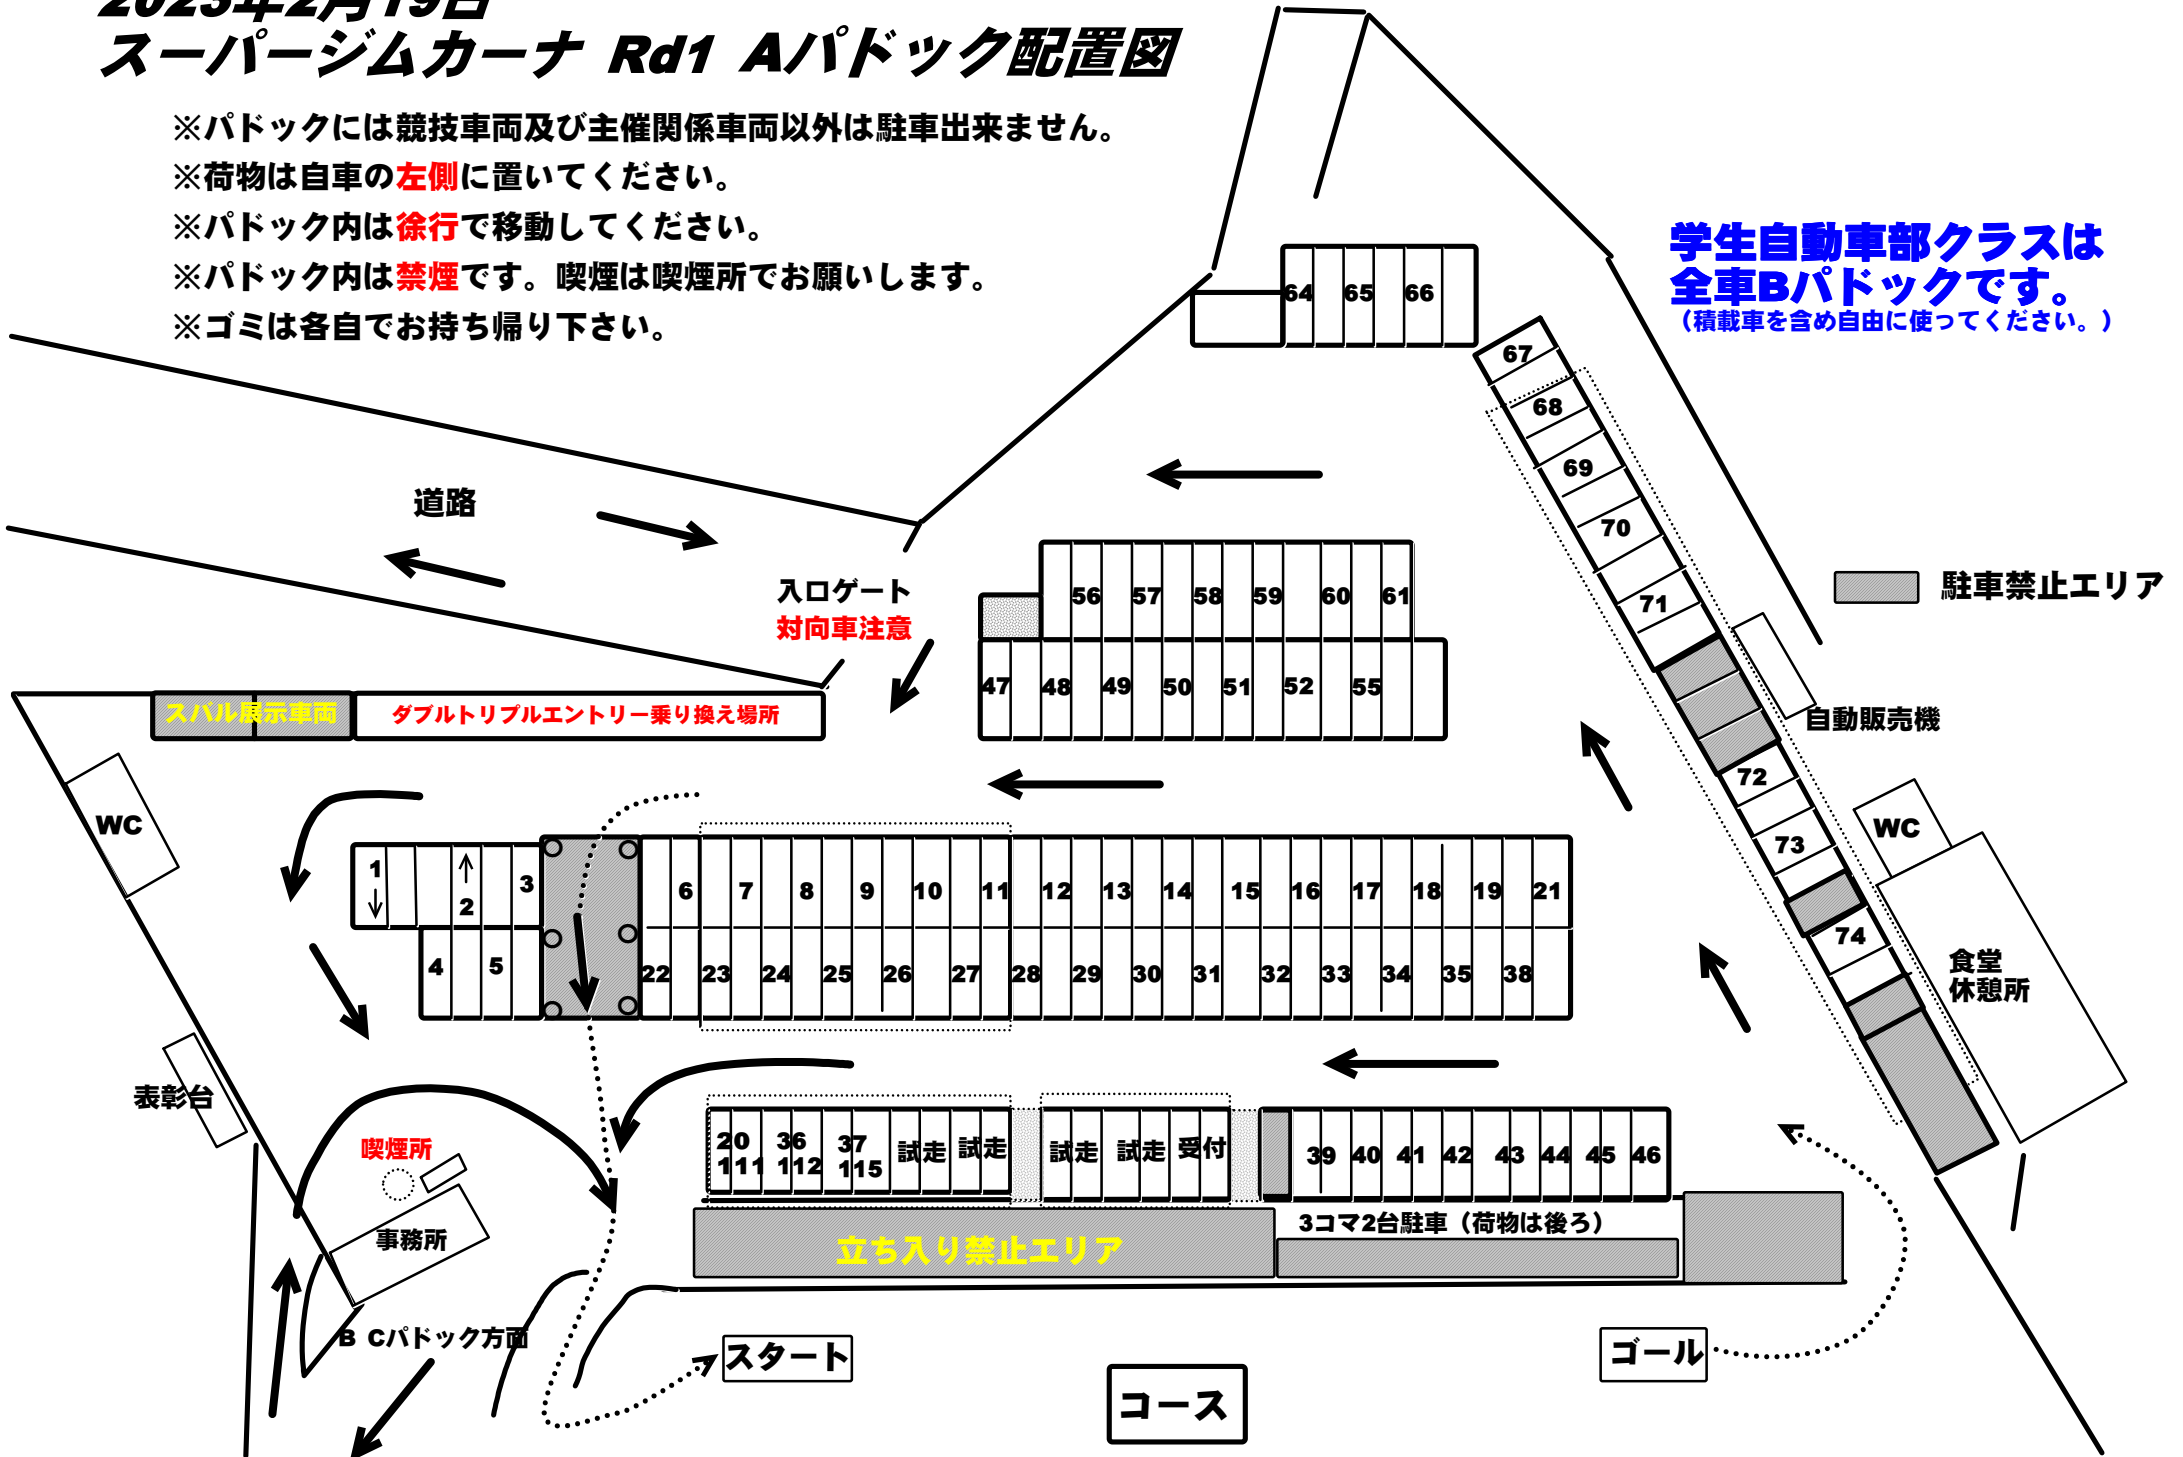 2023年2月19日
スーパージムカーナ Rd1 Aパドック配置図
※パドックには競技車両及び主催関係車両以外は駐車出来ません。
※荷物は自車の左側に置いてください。
※パドック内は徐行で移動してください。
※パドック内は禁煙です。喫煙は喫煙所でお願いします。
※ゴミは各自でお持ち帰り下さい。
学生自動車部クラスは
全車Bパドックです。
（積載車を含め自由に使ってください。）
64 65 66
67
68
69
70
71
道路
入口ゲート
対向車注意
56 57 58 59 60 61
47 48 49 50 51 52 55
駐車禁止エリア
自動販売機
スバル展示車両
ダブルトリプルエントリー乗り換え場所
72
73
74
WC
WC
食堂
休憩所
1 2 3
4 5
6 7 8 9 10 11 12 13 14 15 16 17 18 19 21
22 23 24 25 26 27 28 29 30 31 32 33 34 35 38
表彰台
喫煙所
事務所
20 36 37 試走 試走 試走 試走 受付
111 112 115
39 40 41 42 43 44 45 46
3コマ2台駐車（荷物は後ろ）
立ち入り禁止エリア
B Cパドック方面
スタート
ゴール
コース